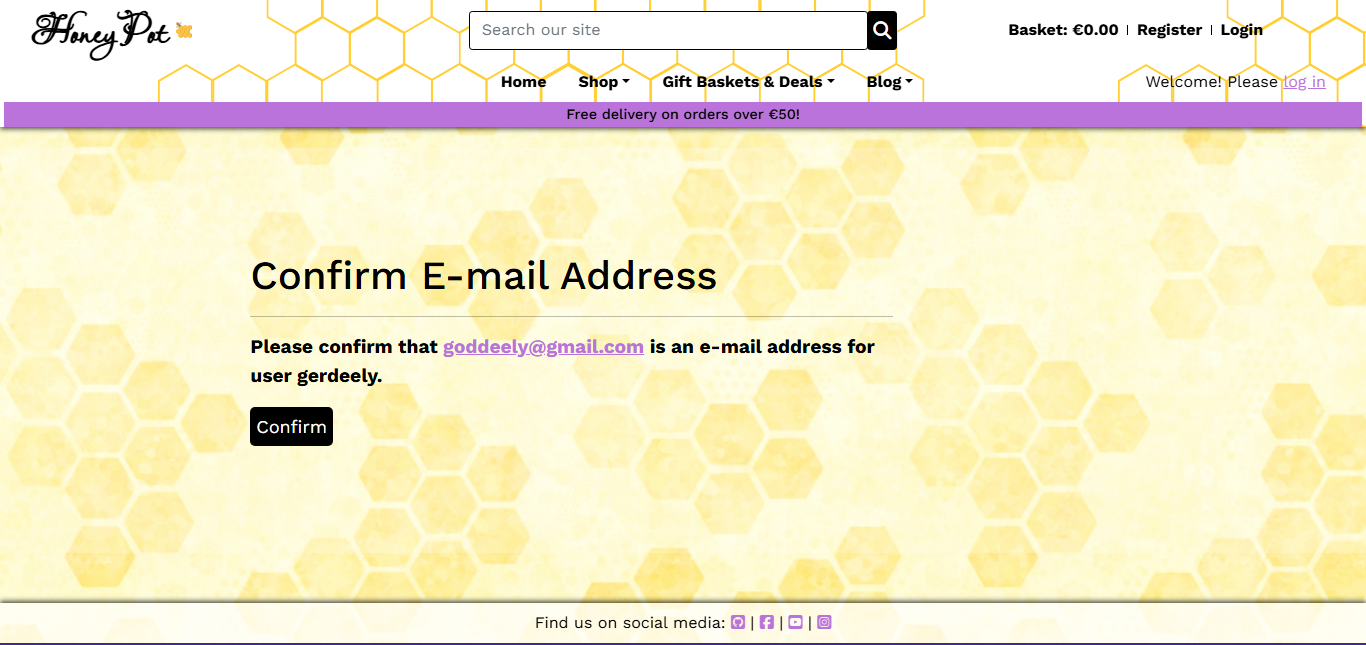 Honey Pot
Search our site
Basket: €0.00 | Register | Login
Home Shop Gift Baskets & Deals Blog
Welcome! Please log in
Free delivery on orders over €50!
Confirm E-mail Address
Please confirm that goddeely@gmail.com is an e-mail address for
user gerdeely.
Confirm
Find us on social media: | | |